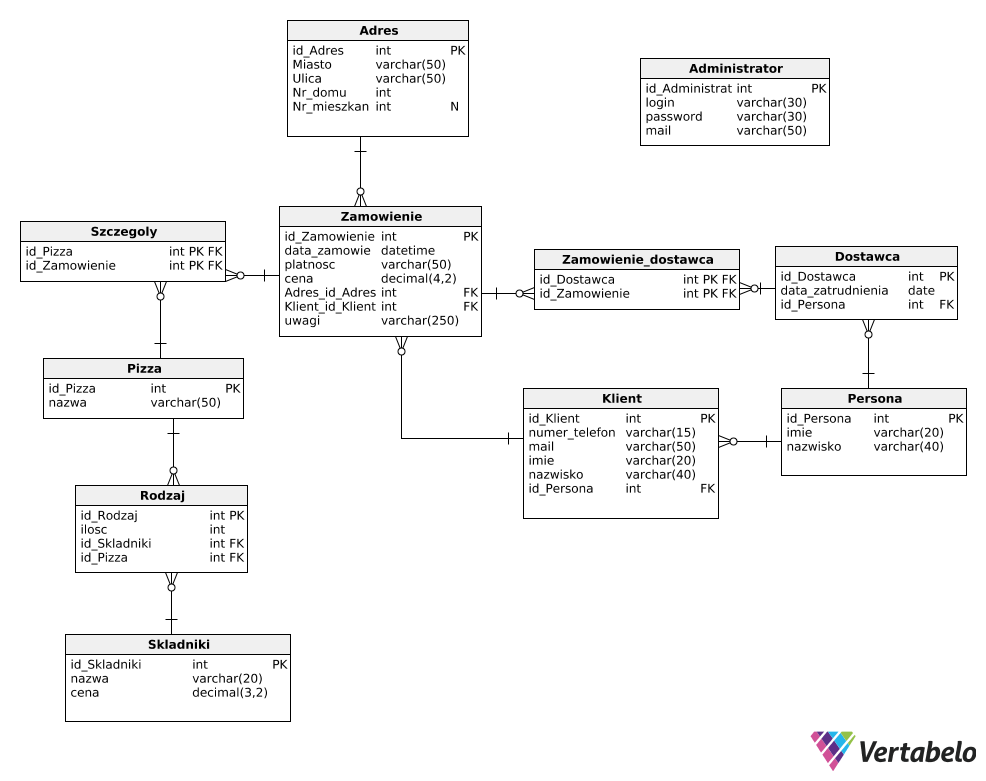 Adres
id_Adres int PK
Miasto varchar(50)
Ulica varchar(50)
Nr_domu int
Nr_mieszkan int N
Administrator
id_Administrat int PK
login varchar(30)
password varchar(30)
mail varchar(50)
Szczegoly
id_Pizza int PK FK
id_Zamowienie int PK FK
Zamowienie
id_Zamowienie int PK
data_zamowie datetime
platnosc varchar(50)
cena decimal(4,2)
Adres_id_Adres int FK
Klient_id_Klient int FK
uwagi varchar(250)
Zamowienie_dostawca
id_Dostawca int PK FK
id_Zamowienie int PK FK
Dostawca
id_Dostawca int PK
data_zatrudnienia date
id_Persona int FK
Pizza
id_Pizza int PK
nazwa varchar(50)
Klient
id_Klient int PK
numer_telefon varchar(15)
mail varchar(50)
imie varchar(20)
nazwisko varchar(40)
id_Persona int FK
Persona
id_Persona int PK
imie varchar(20)
nazwisko varchar(40)
Rodzaj
id_Rodzaj int PK
ilosc int
id_Skladniki int FK
id_Pizza int FK
Skladniki
id_Skladniki int PK
nazwa varchar(20)
cena decimal(3,2)
Vertabelo